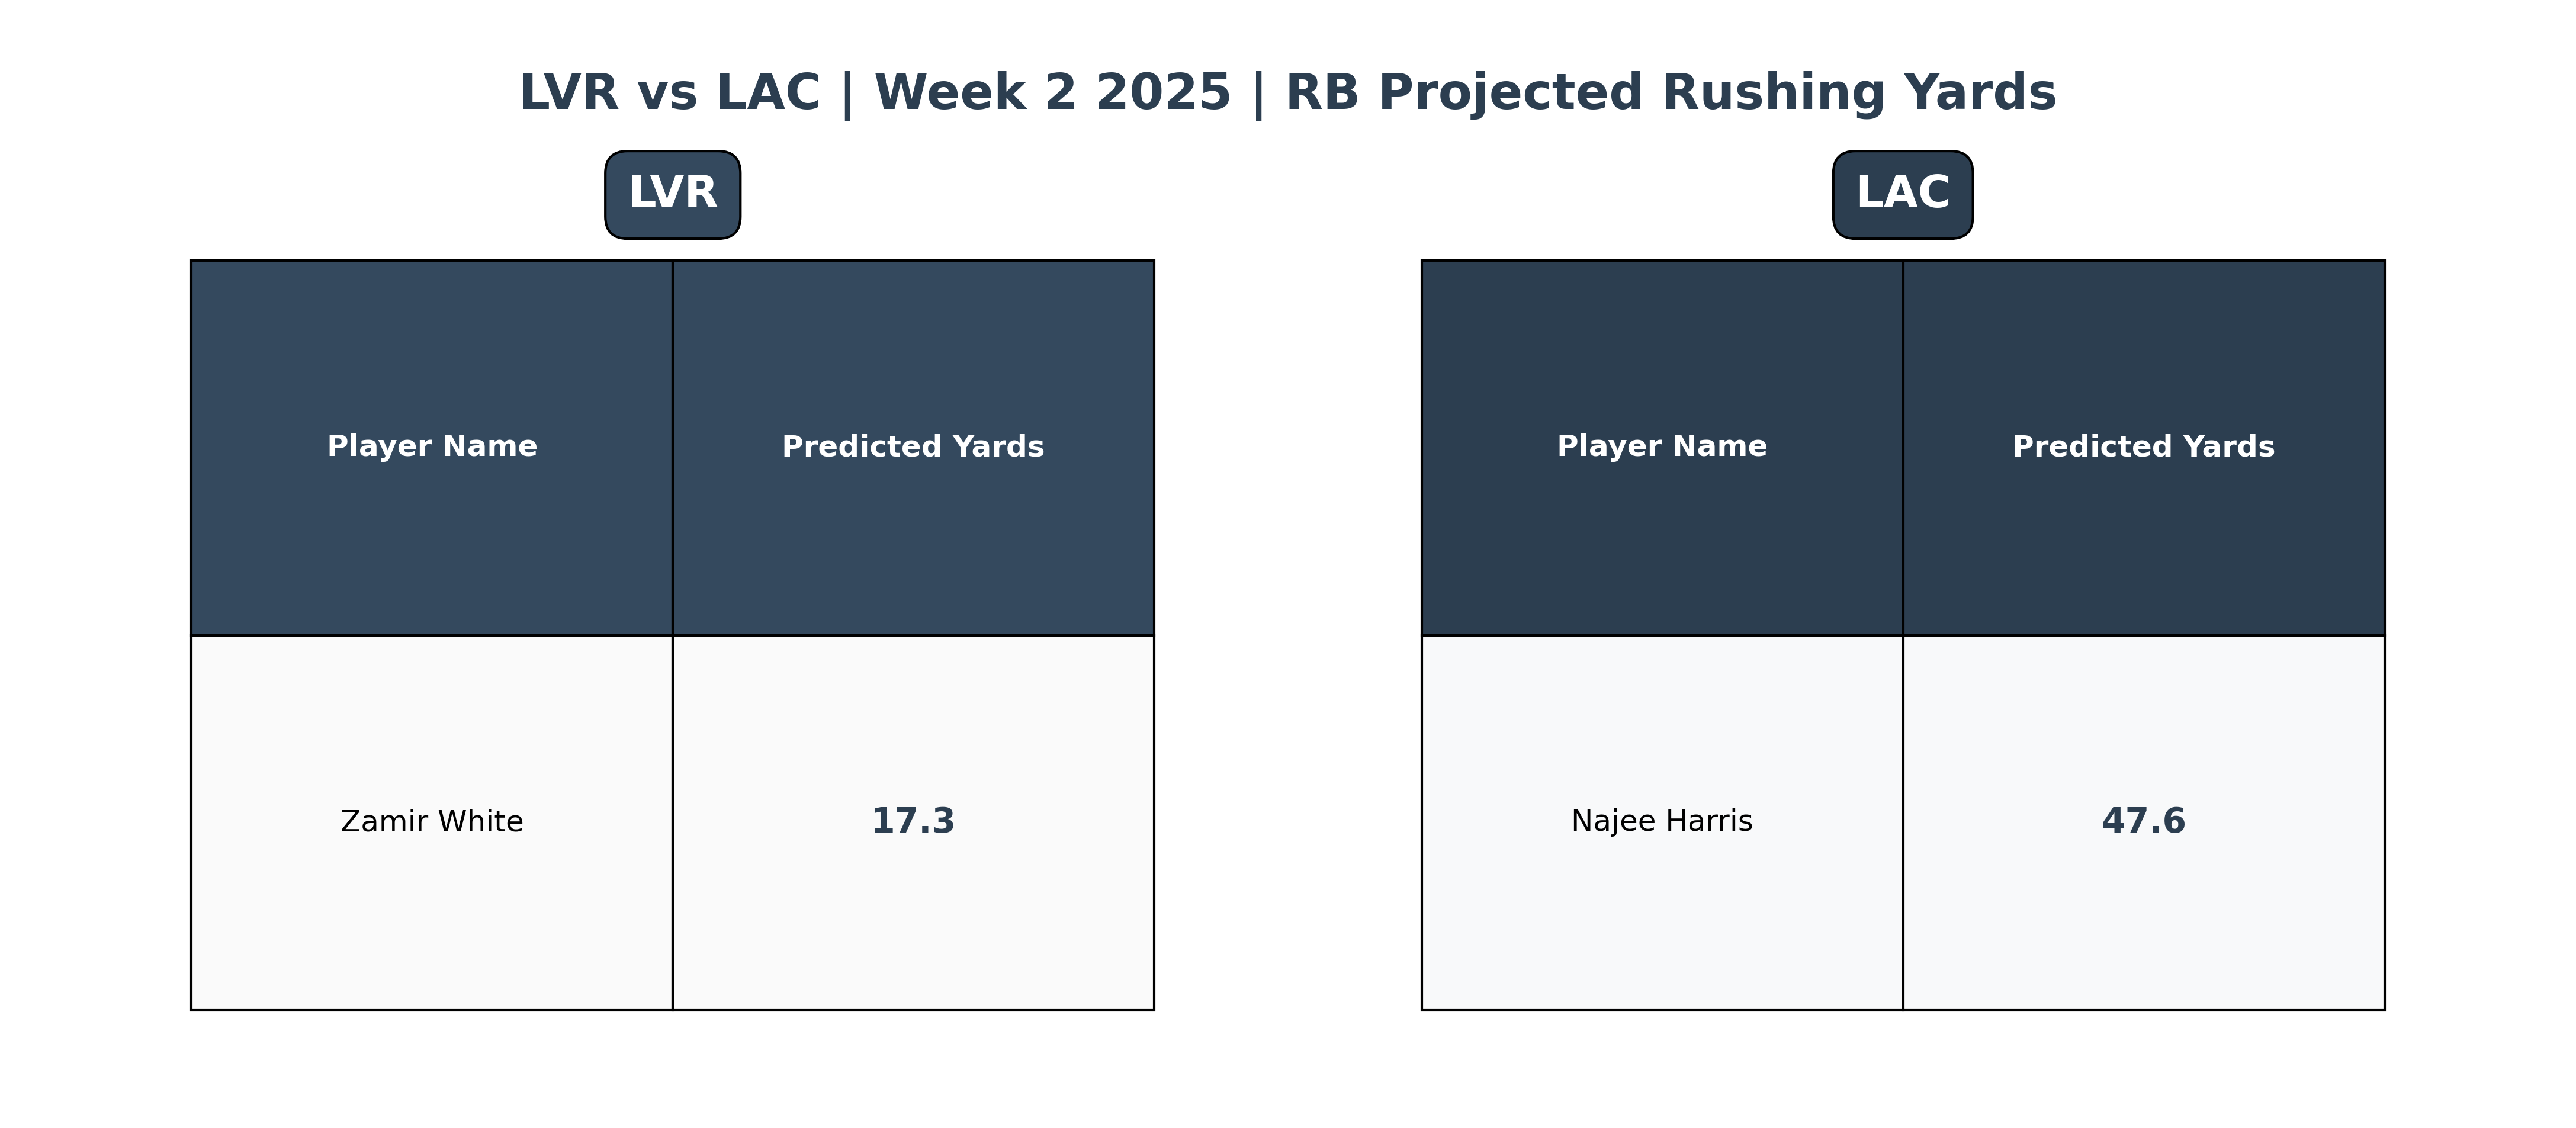 LVR vs LAC | Week 2 2025 | RB Projected Rushing Yards
LVR
Player Name Predicted Yards
Zamir White 17.3
LAC
Player Name Predicted Yards
Najee Harris 47.6